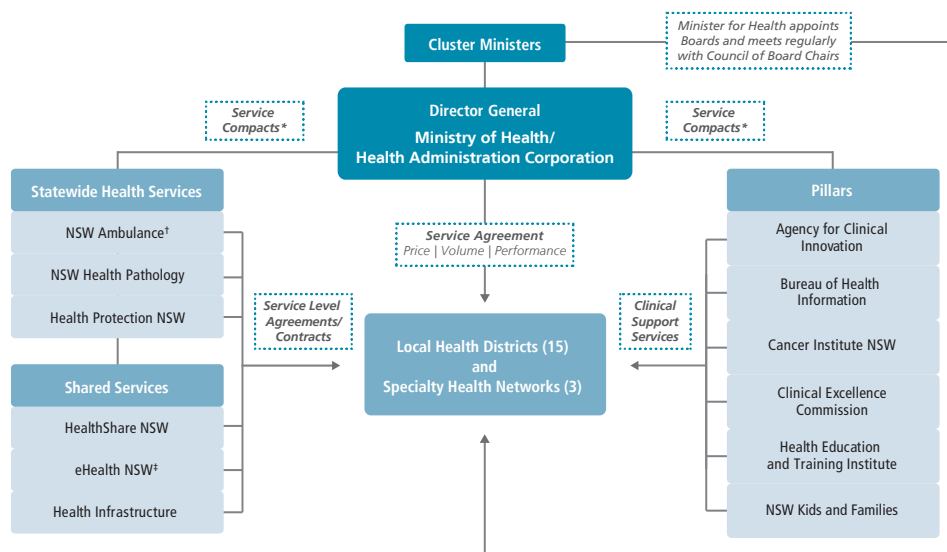 Cluster Ministers
Minister for Health appoints
Boards and meets regularly
with Council of Board Chairs
Director General
Ministry of Health/
Health Administration Corporation
Service
Compacts*
Service
Compacts*
Statewide Health Services
NSW Ambulance†
NSW Health Pathology
Health Protection NSW
Shared Services
HealthShare NSW
eHealth NSW‡
Health Infrastructure
Service Level
Agreements/
Contracts
Service Agreement
Price | Volume | Performance
Local Health Districts (15)
and
Specialty Health Networks (3)
Clinical
Support
Services
Pillars
Agency for Clinical
Innovation
Bureau of Health
Information
Cancer Institute NSW
Clinical Excellence
Commission
Health Education
and Training Institute
NSW Kids and Families